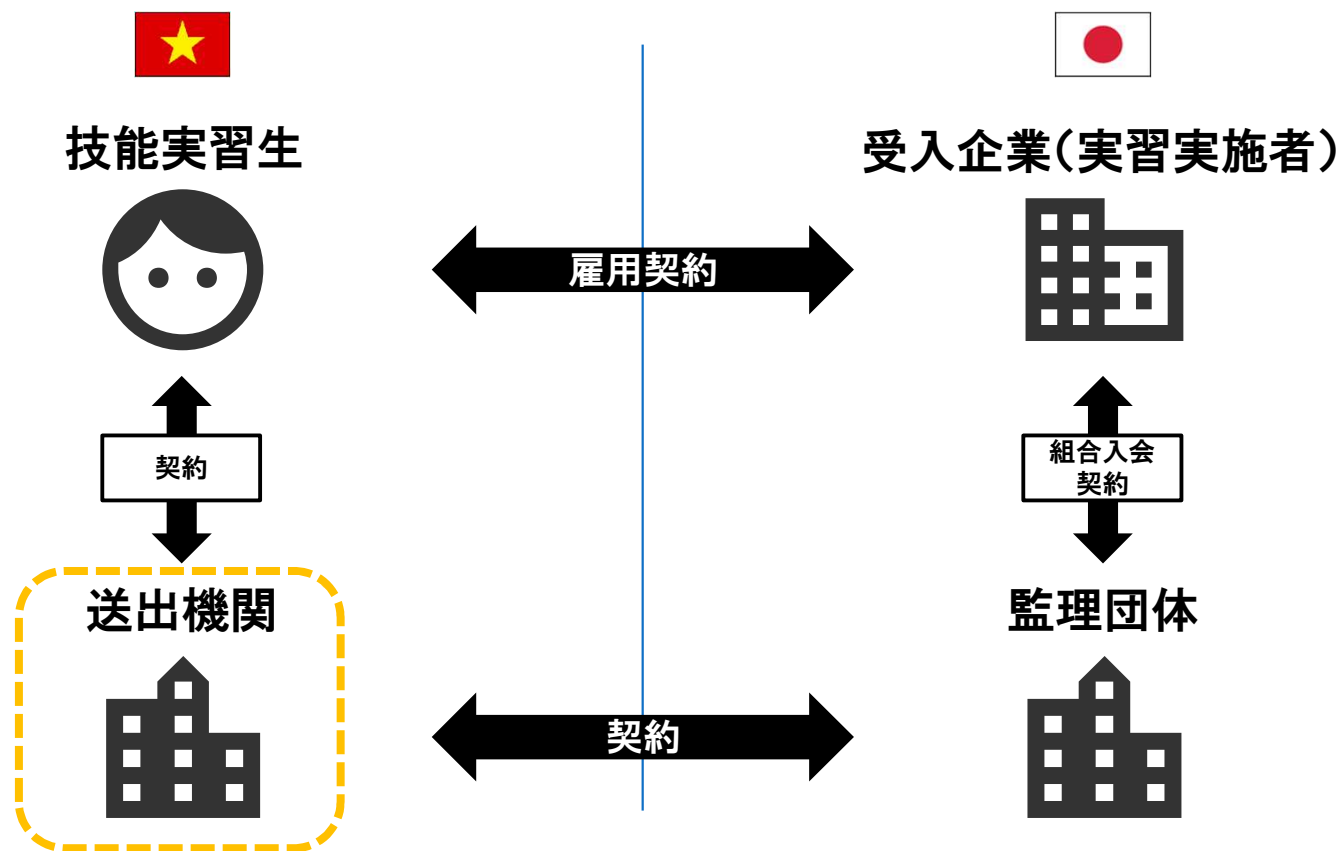 技能実習生
受入企業(実習実施者)
雇用契約
契約
組合入会
契約
送出機関
監理団体
契約